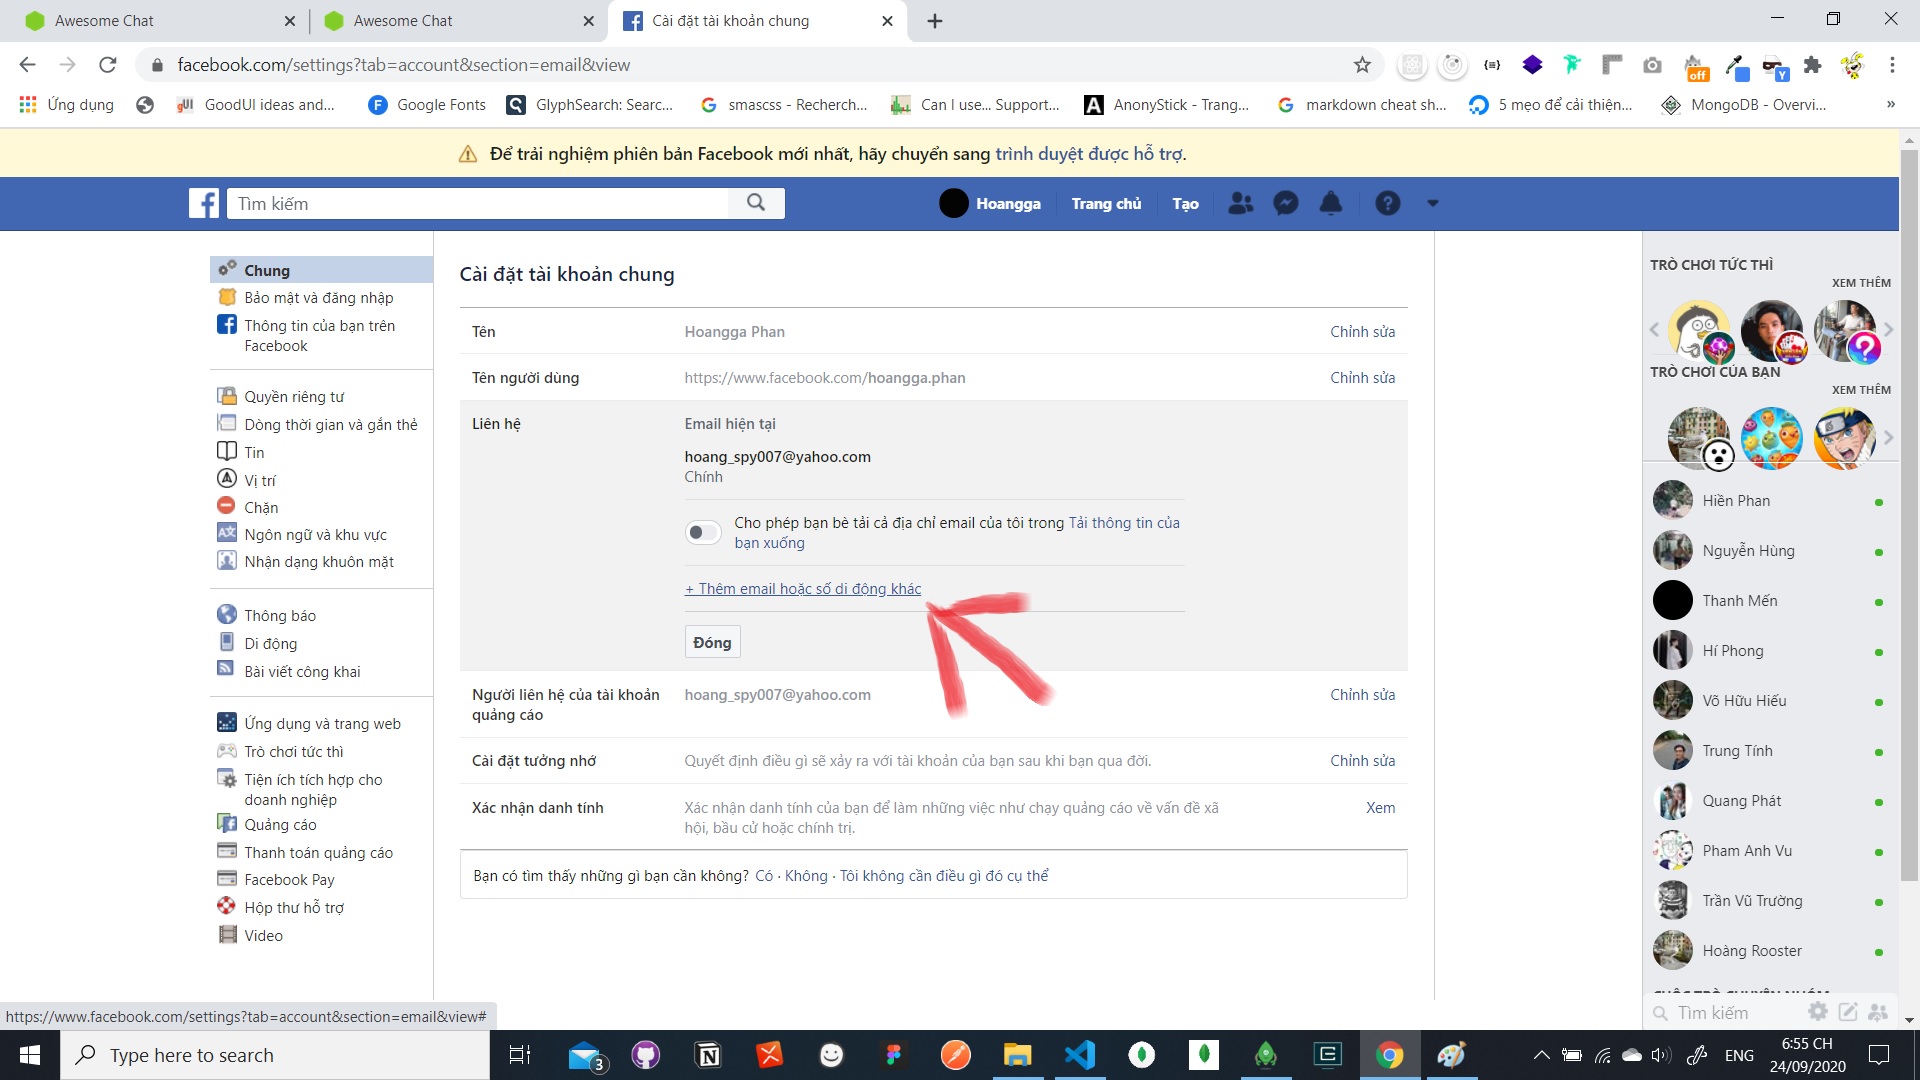 Awesome Chat
Awesome Chat
Cài đặt tài khoản chung
facebook.com/settings?tab=account&section=email&view
off
Y
Ứng dụng
gUI GoodUI ideas and...
F Google Fonts
GlyphSearch: Searc...
smascss - Recherch...
Can I use... Support...
A AnonyStick - Trang...
markdown cheat sh...
5 mẹo để cải thiện...
MongoDB - Overvi...
»
Để trải nghiệm phiên bản Facebook mới nhất, hãy chuyển sang trình duyệt được hỗ trợ.
Tìm kiếm
Hoangga
Trang chủ
Tạo
Chung
Bảo mật và đăng nhập
Thông tin của bạn trên
Facebook
Quyền riêng tư
Dòng thời gian và gắn thẻ
Tin
Vị trí
Chặn
Ngôn ngữ và khu vực
Nhận dạng khuôn mặt
Thông báo
Di động
Bài viết công khai
Ứng dụng và trang web
Trò chơi tức thì
Tiện ích tích hợp cho
doanh nghiệp
Quảng cáo
Thanh toán quảng cáo
Facebook Pay
Hộp thư hỗ trợ
Video
Cài đặt tài khoản chung
Tên Hoangga Phan Chỉnh sửa
Tên người dùng https://www.facebook.com/hoangga.phan Chỉnh sửa
Liên hệ Email hiện tại
hoang_spy007@yahoo.com
Chính
Cho phép bạn bè tải cả địa chỉ email của tôi trong Tải thông tin của
bạn xuống
+ Thêm email hoặc số di động khác
Đóng
Người liên hệ của tài khoản hoang_spy007@yahoo.com Chỉnh sửa
quảng cáo
Cài đặt tưởng nhớ Quyết định điều gì sẽ xảy ra với tài khoản của bạn sau khi bạn qua đời. Chỉnh sửa
Xác nhận danh tính Xác nhận danh tính của bạn để làm những việc như chạy quảng cáo về vấn đề xã Xem
hội, bầu cử hoặc chính trị.
Bạn có tìm thấy những gì bạn cần không? Có · Không · Tôi không cần điều gì đó cụ thể
TRÒ CHƠI TỨC THÌ
XEM THÊM
TRÒ CHƠI CỦA BẠN
XEM THÊM
Hiền Phan
Nguyễn Hùng
Thanh Mến
Hí Phong
Võ Hữu Hiếu
Trung Tính
Quang Phát
Pham Anh Vu
Trần Vũ Trường
Hoàng Rooster
CUỘC TRÒ CHUYỆN NHÓM
Tìm kiếm
https://www.facebook.com/settings?tab=account&section=email&view#
Type here to search
3
ENG
6:55 CH
24/09/2020